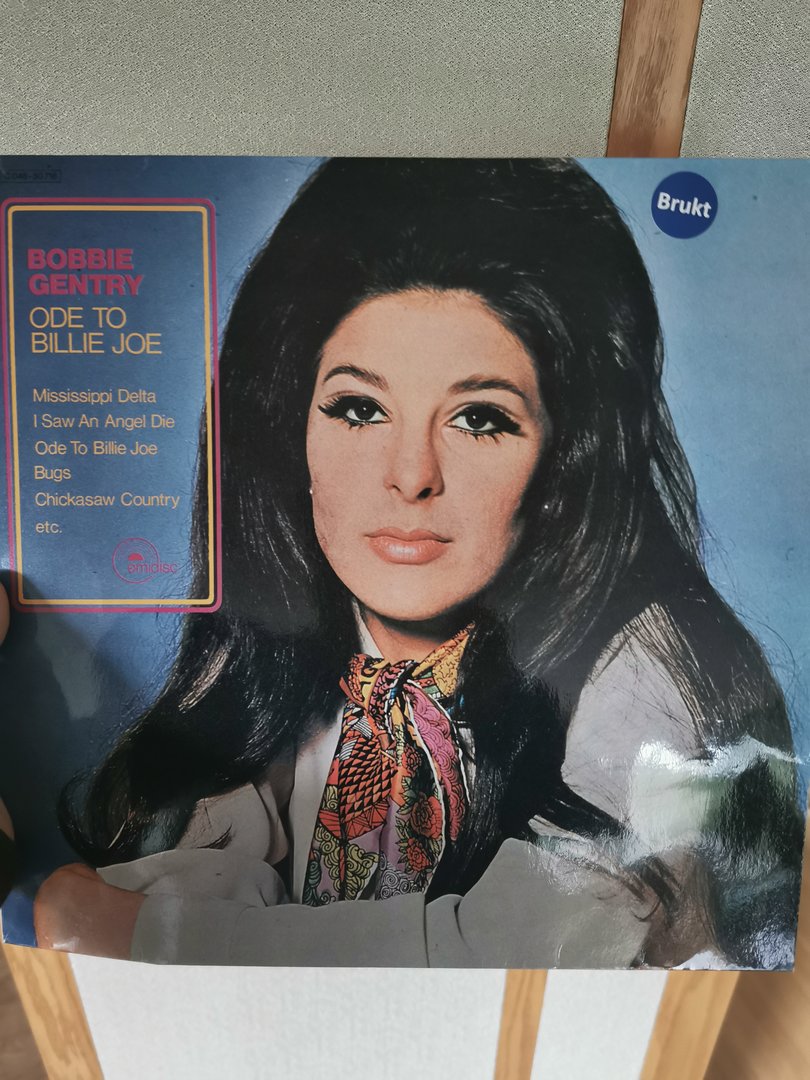 Brukt
BOBBIE
GENTRY
ODE TO
BILLIE JOE
Mississippi Delta
I Saw An Angel Die
Ode To Billie Joe
Bugs
Chickasaw Country
etc.
emidisc